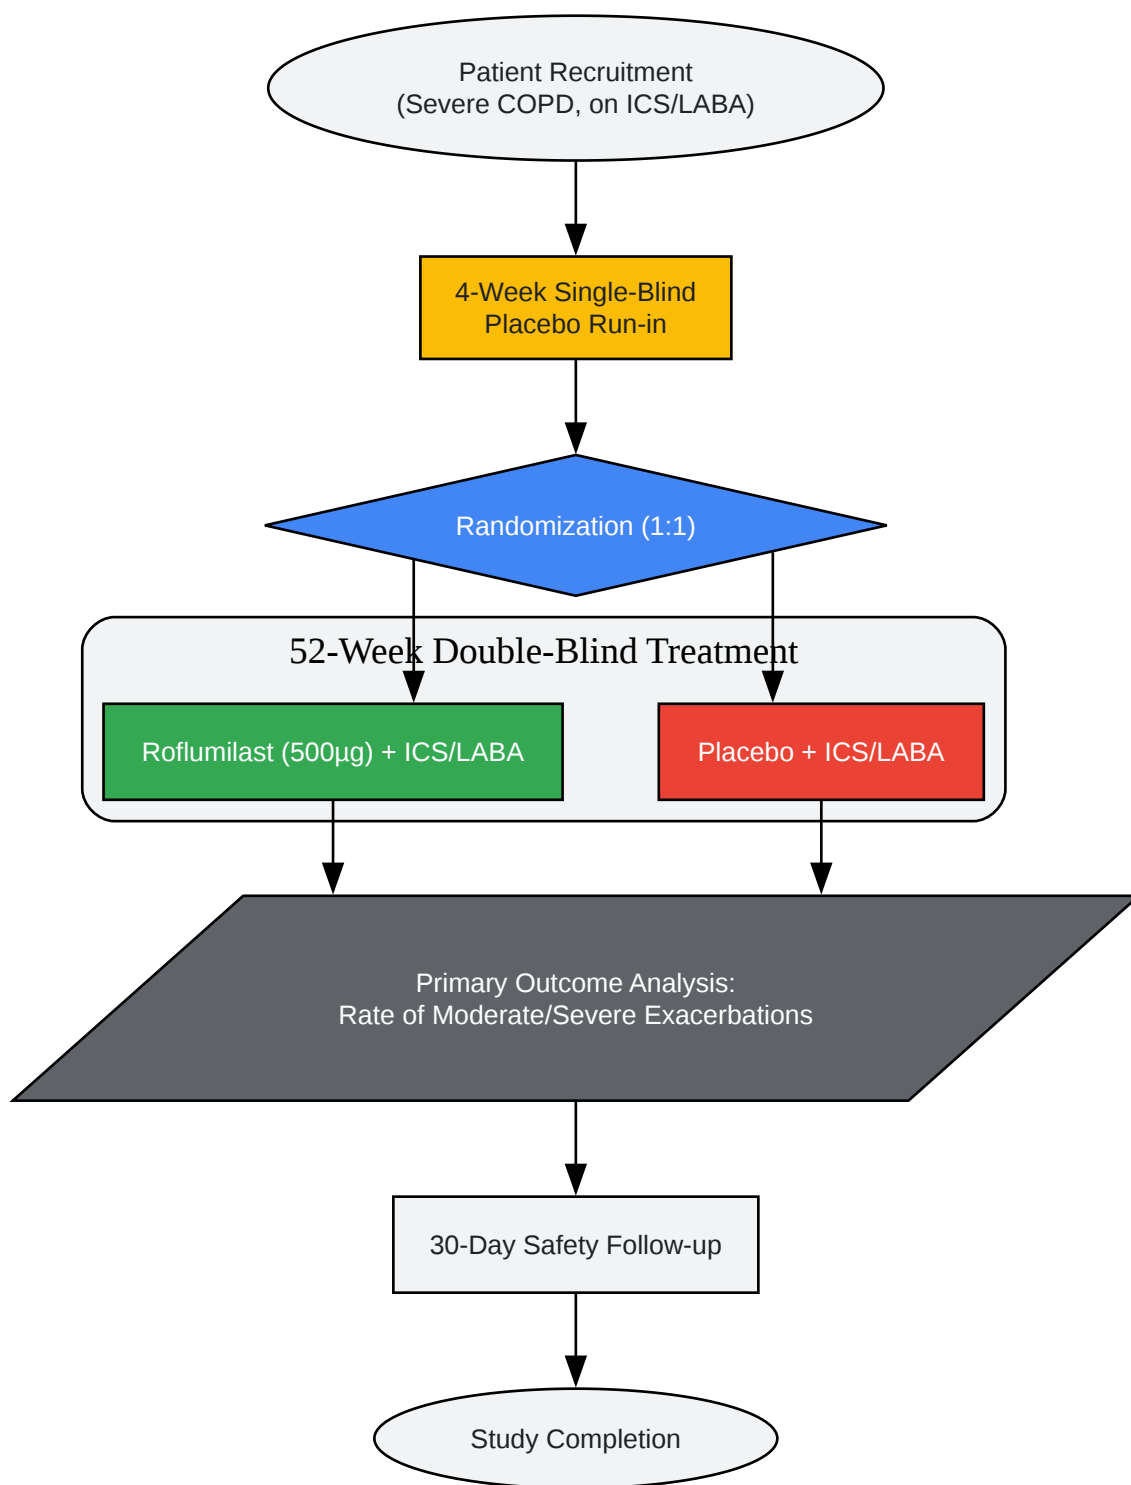 Patient Recruitment
(Severe COPD, on ICS/LABA)
4-Week Single-Blind
Placebo Run-in
Randomization (1:1)
52-Week Double-Blind Treatment
Roflumilast (500µg) + ICS/LABA
Placebo + ICS/LABA
Primary Outcome Analysis:
Rate of Moderate/Severe Exacerbations
30-Day Safety Follow-up
Study Completion